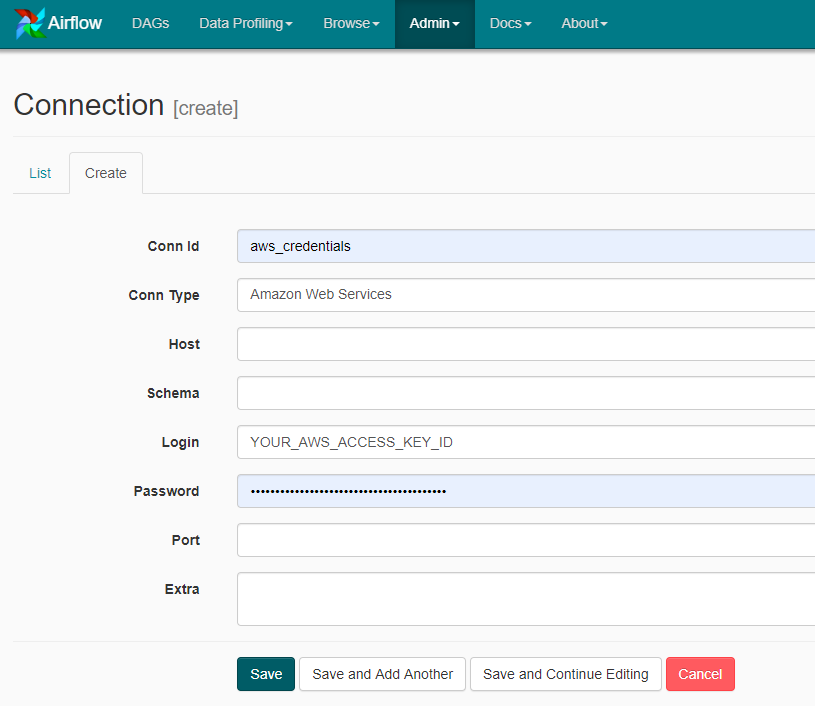 Airflow DAGs Data Profiling Browse Admin Docs About
Connection [create]
List Create
Conn Id aws_credentials
Conn Type Amazon Web Services
Host
Schema
Login YOUR_AWS_ACCESS_KEY_ID
Password ••••••••••••••••••••••••••••••••••••••••
Port
Extra
Save Save and Add Another Save and Continue Editing Cancel